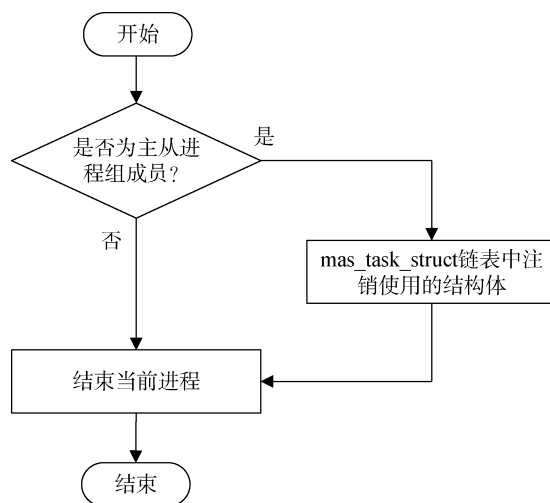 开始
是否为主从进
程组成员？
是
否
mas_task_struct链表中注
销使用的结构体
结束当前进程
结束